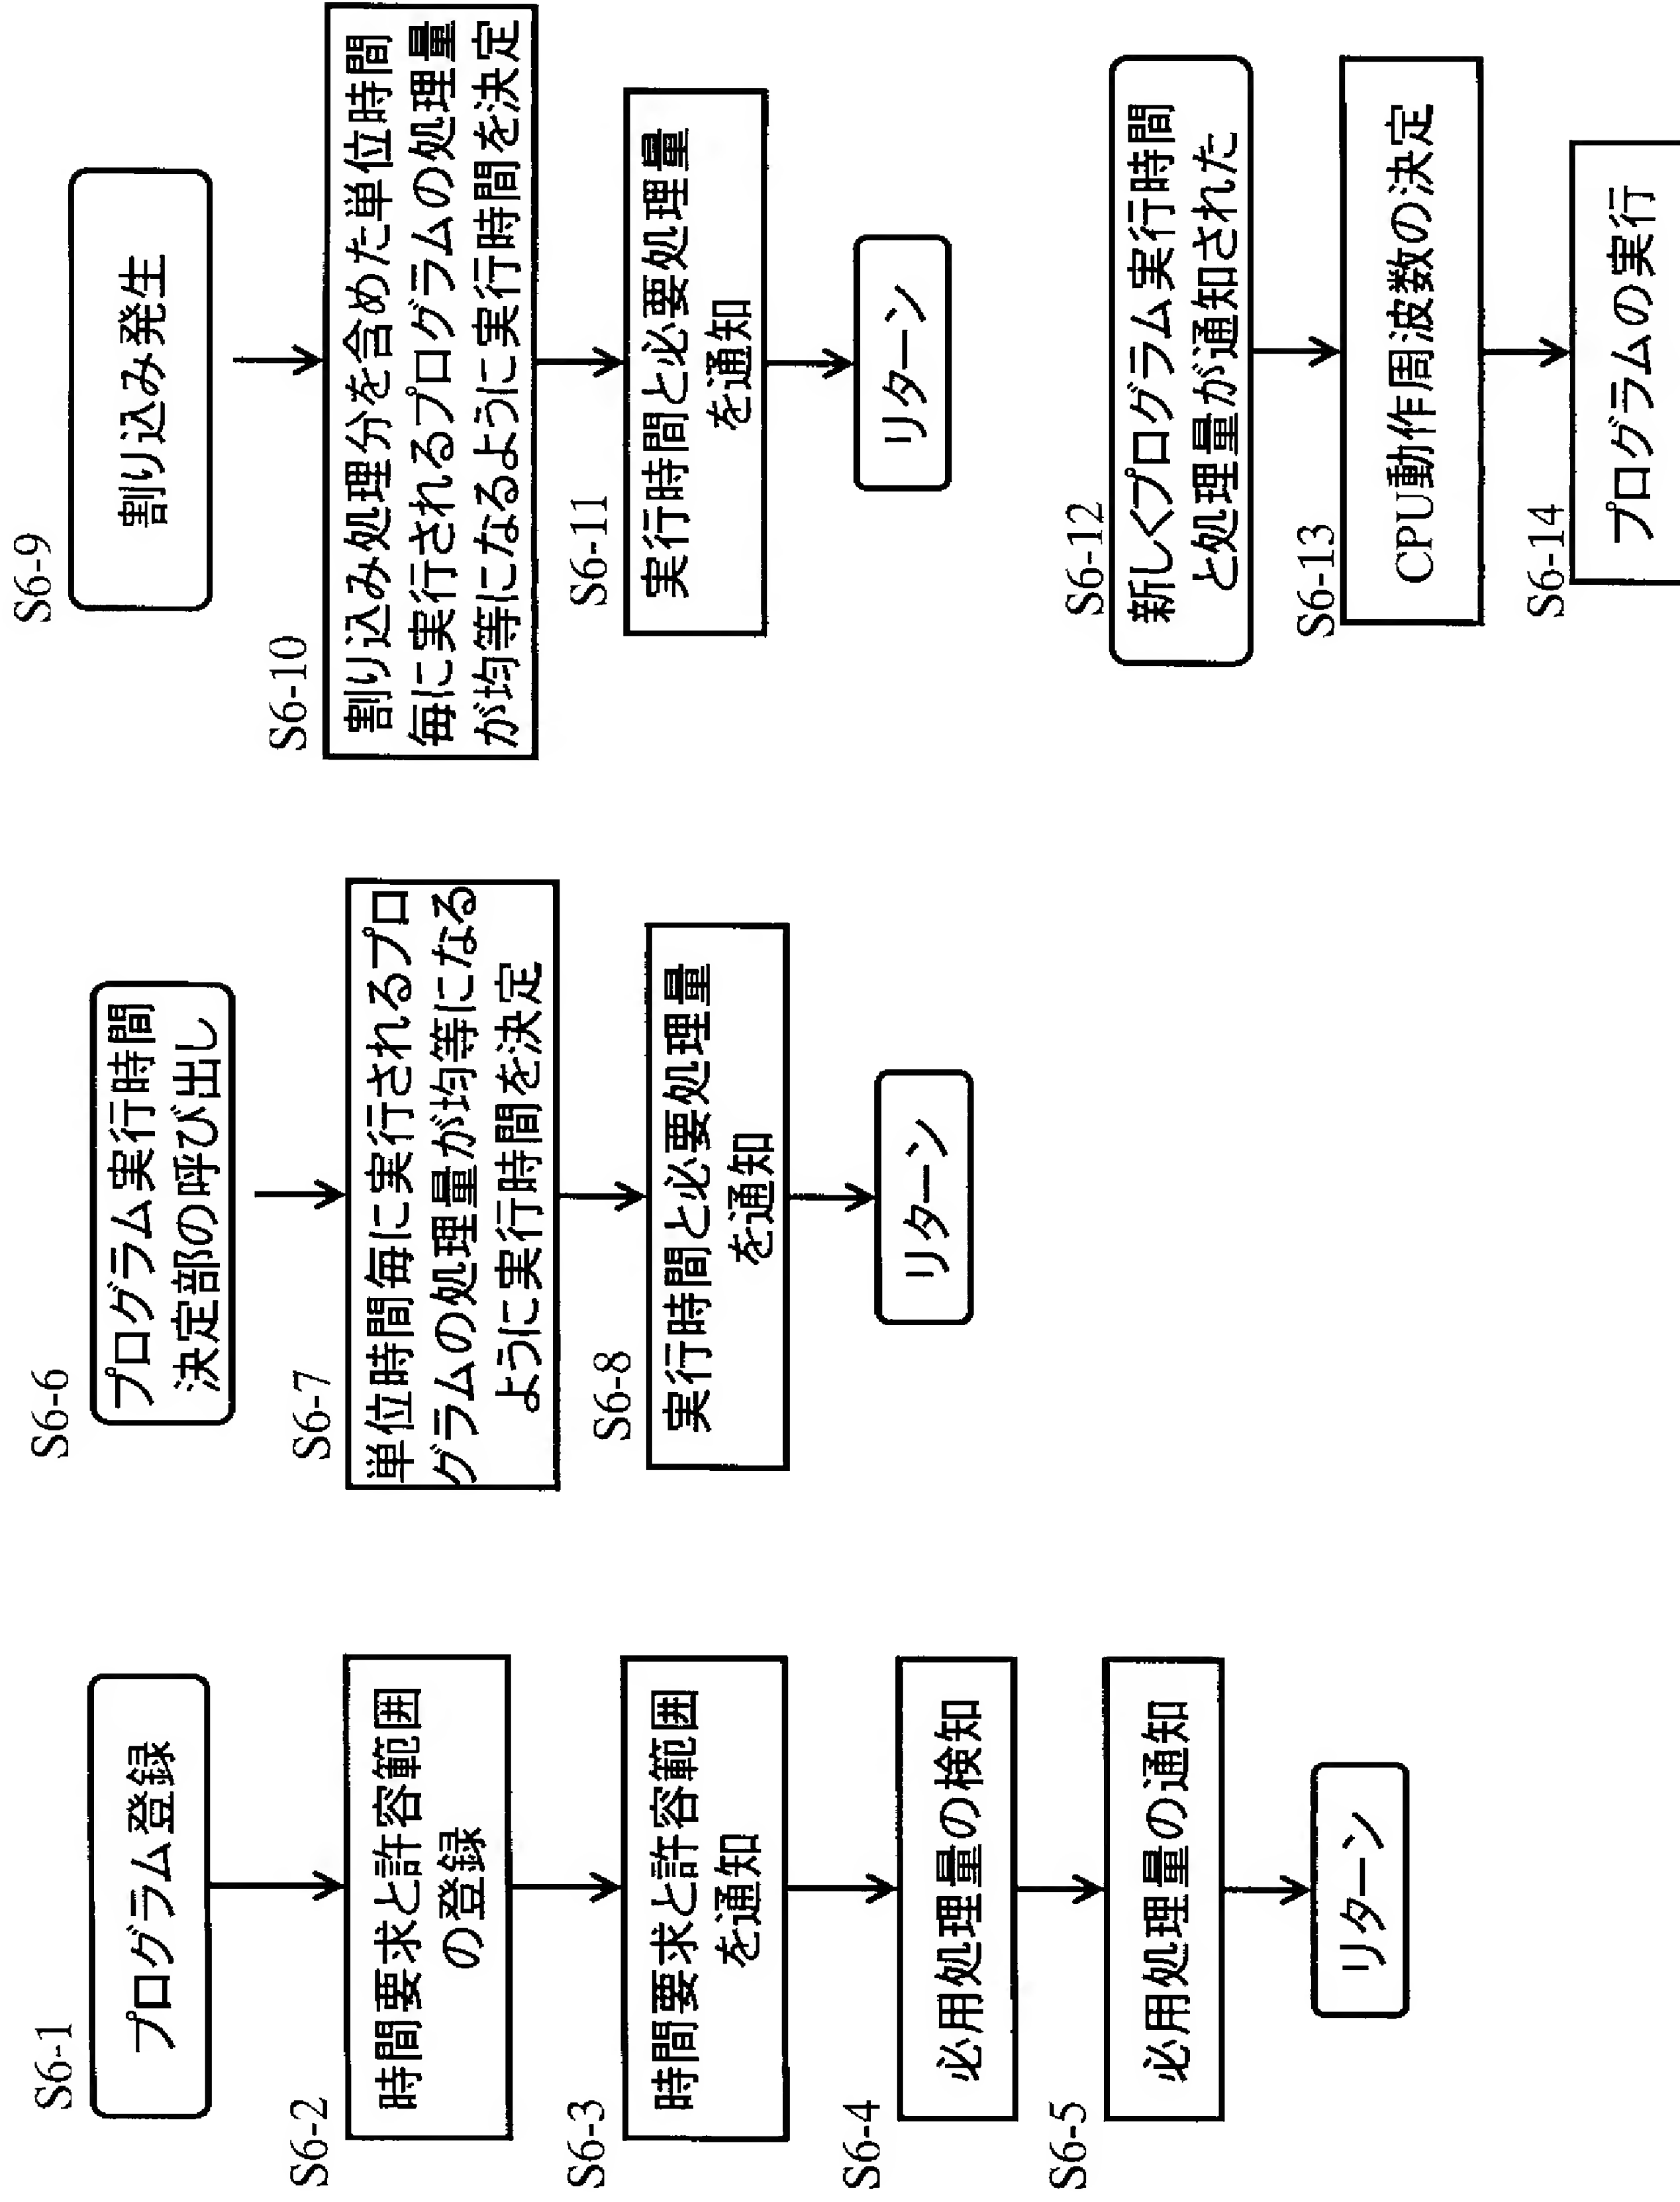 S6-1
プログラム登録
S6-2
時間要求と許容範囲
の登録
S6-3
時間要求と許容範囲
を通知
S6-4
必用処理量の検知
S6-5
必用処理量の通知
リターン
S6-6
プログラム実行時間
決定部の呼び出し
S6-7
単位時間毎に実行されるプロ
グラムの処理量が均等になる
ように実行時間を決定
S6-8
実行時間と必要処理量
を通知
リターン
S6-9
割り込み発生
S6-10
割り込み処理分を含めた単位時間
毎に実行されるプログラムの処理量
が均等になるように実行時間を決定
S6-11
実行時間と必要処理量
を通知
リターン
S6-12
新しくプログラム実行時間
と処理量が通知された
S6-13
CPU動作周波数の決定
S6-14
プログラムの実行